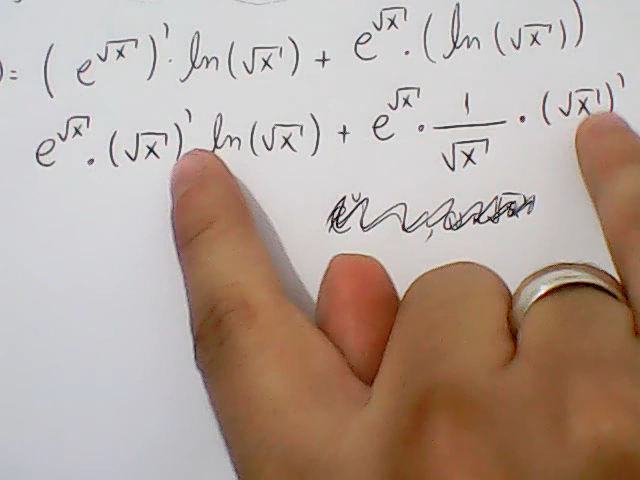 ) = (e^√x)' · ln(√x) + e^√x · (ln(√x))
e^√x · (√x)' ln(√x) + e^√x · 1/√x · (√x)'